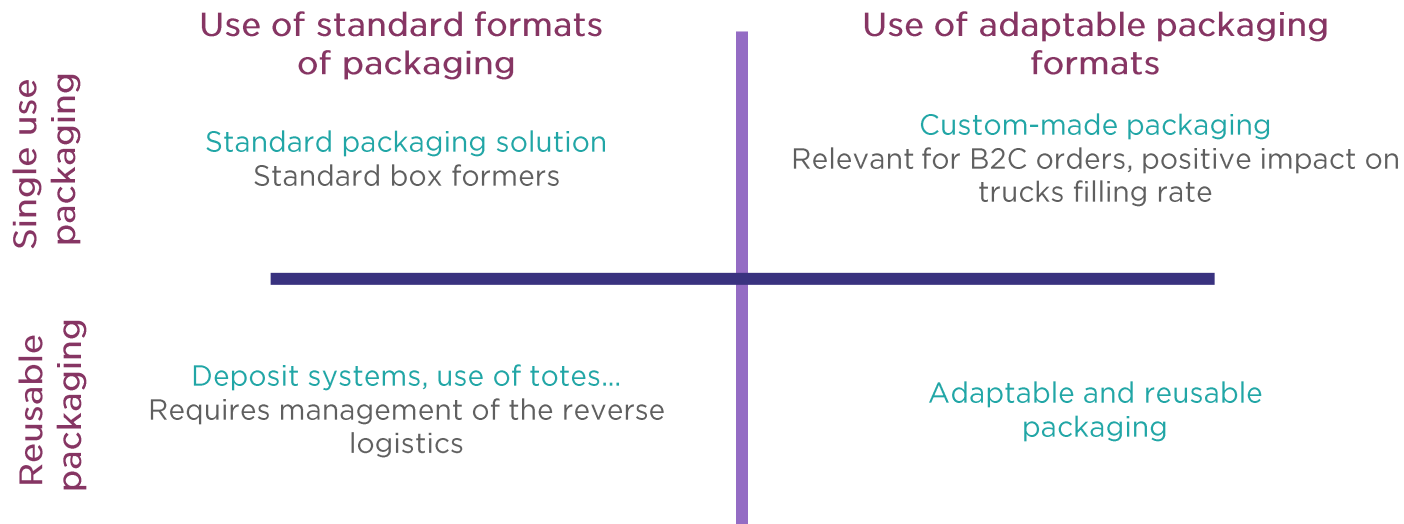 Use of standard formats
of packaging
Use of adaptable packaging
formats
Single use
packaging
Standard packaging solution
Standard box formers
Custom-made packaging
Relevant for B2C orders, positive impact on
trucks filling rate
Reusable
packaging
Deposit systems, use of totes...
Requires management of the reverse
logistics
Adaptable and reusable
packaging